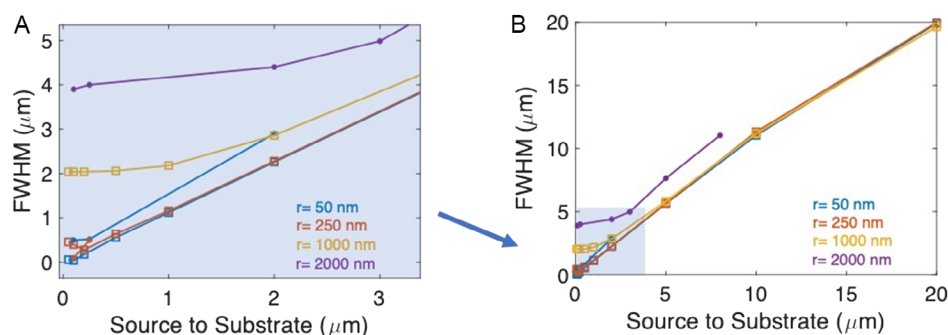 A
5
4
3
2
1
0
FWHM (μm)
r= 50 nm
r= 250 nm
r= 1000 nm
r= 2000 nm
0 1 2 3
Source to Substrate (μm)
B
20
15
10
5
0
FWHM (μm)
r= 50 nm
r= 250 nm
r= 1000 nm
r= 2000 nm
0 5 10 15 20
Source to Substrate (μm)